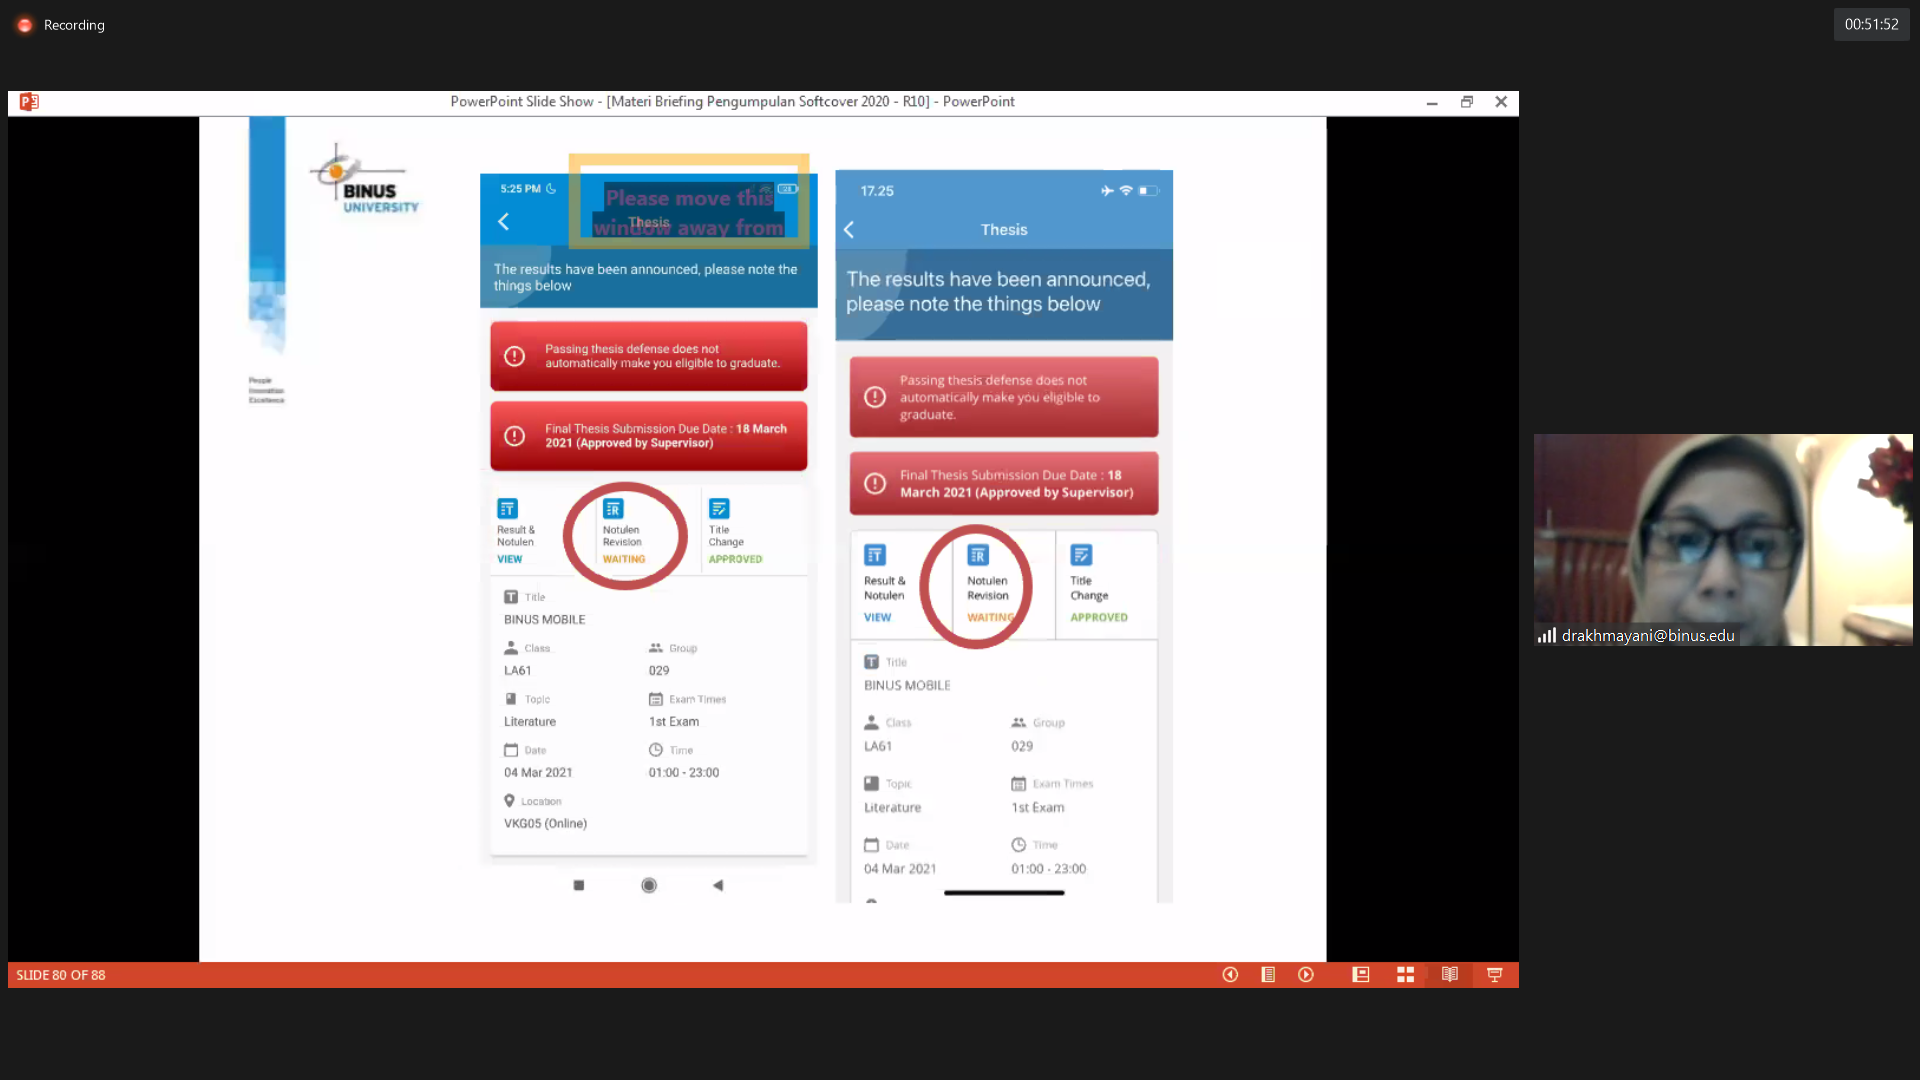 Recording
00:51:52
PowerPoint Slide Show - [Materi Briefing Pengumpulan Softcover 2020 - R10] - PowerPoint
BINUS
UNIVERSITY
People
Innovation
Excellence
5:25 PM
Please move this
Thesis
window away from
The results have been announced, please note the
things below
Passing thesis defense does not
automatically make you eligible to graduate.
Final Thesis Submission Due Date : 18 March
2021 (Approved by Supervisor)
Result &
Notulen
VIEW
Notulen
Revision
WAITING
Title
Change
APPROVED
Title
BINUS MOBILE
Class
Group
LA61
029
Topic
Exam Times
Literature
1st Exam
Date
Time
04 Mar 2021
01:00 - 23:00
Location
VKG05 (Online)
17.25
Thesis
The results have been announced,
please note the things below
Passing thesis defense does not
automatically make you eligible to
graduate.
Final Thesis Submission Due Date : 18
March 2021 (Approved by Supervisor)
Result &
Notulen
VIEW
Notulen
Revision
WAITING
Title
Change
APPROVED
Title
BINUS MOBILE
Class
Group
LA61
029
Topic
Exam Times
Literature
1st Exam
Date
Time
04 Mar 2021
01:00 - 23:00
drakhmayani@binus.edu
SLIDE 80 OF 88